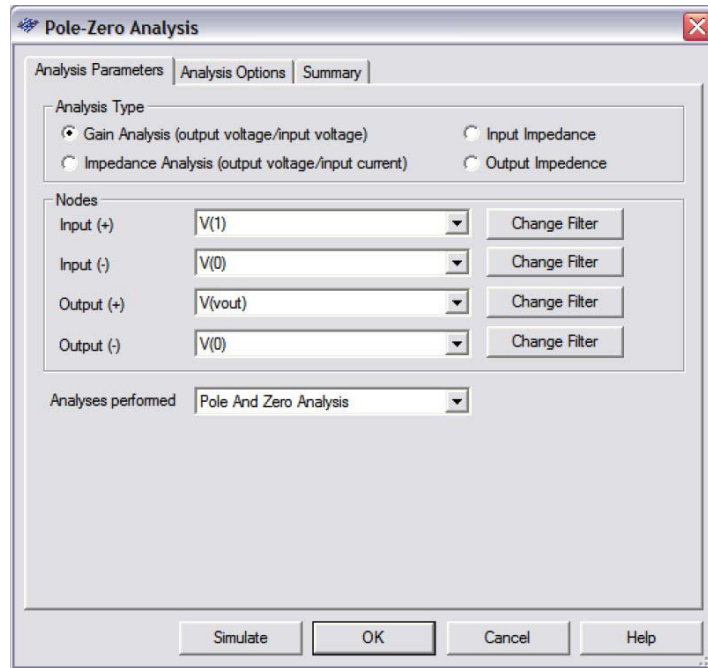 Pole-Zero Analysis
Analysis Parameters Analysis Options Summary
Analysis Type
Gain Analysis (output voltage/input voltage) Input Impedance
Impedance Analysis (output voltage/input current) Output Impedence
Nodes
Input (+) V(1) Change Filter
Input (-) V(0) Change Filter
Output (+) V(vout) Change Filter
Output (-) V(0) Change Filter
Analyses performed Pole And Zero Analysis
Simulate OK Cancel Help